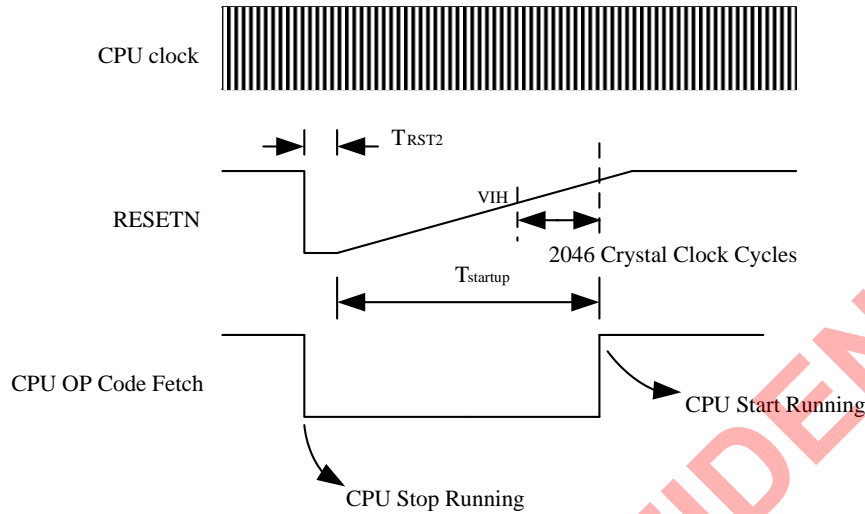 CPU clock
TRST2
VIH
RESETN
2046 Crystal Clock Cycles
Tstartup
CPU OP Code Fetch
CPU Start Running
CPU Stop Running
IDEN